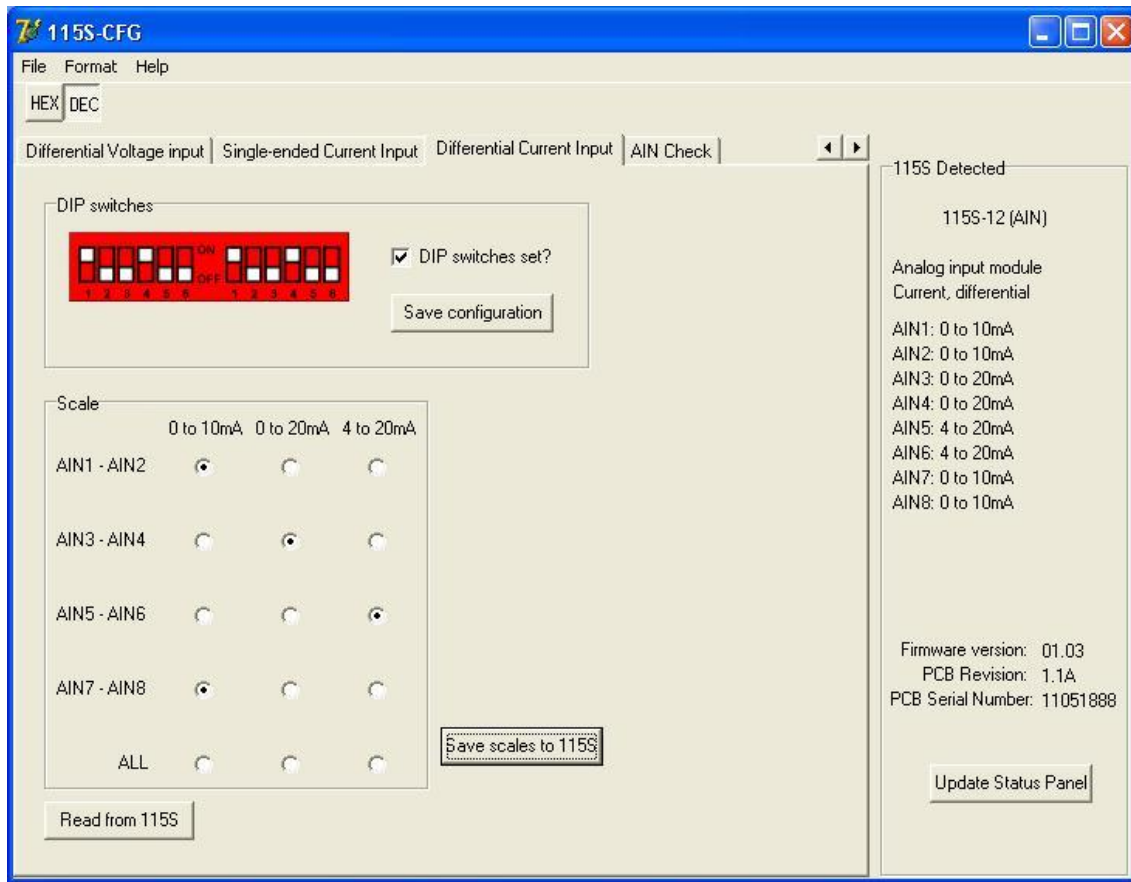 115S-CFG
File Format Help
HEX DEC
Differential Voltage input Single-ended Current Input Differential Current Input AIN Check
DIP switches
ON
OFF
1 2 3 4 5 6 1 2 3 4 5 6
DIP switches set?
Save configuration
Scale
0 to 10mA 0 to 20mA 4 to 20mA
AIN1 - AIN2
AIN3 - AIN4
AIN5 - AIN6
AIN7 - AIN8
ALL
Save scales to 115S
Read from 115S
115S Detected
115S-12 (AIN)
Analog input module
Current, differential
AIN1: 0 to 10mA
AIN2: 0 to 10mA
AIN3: 0 to 20mA
AIN4: 0 to 20mA
AIN5: 4 to 20mA
AIN6: 4 to 20mA
AIN7: 0 to 10mA
AIN8: 0 to 10mA
Firmware version: 01.03
PCB Revision: 1.1A
PCB Serial Number: 11051888
Update Status Panel